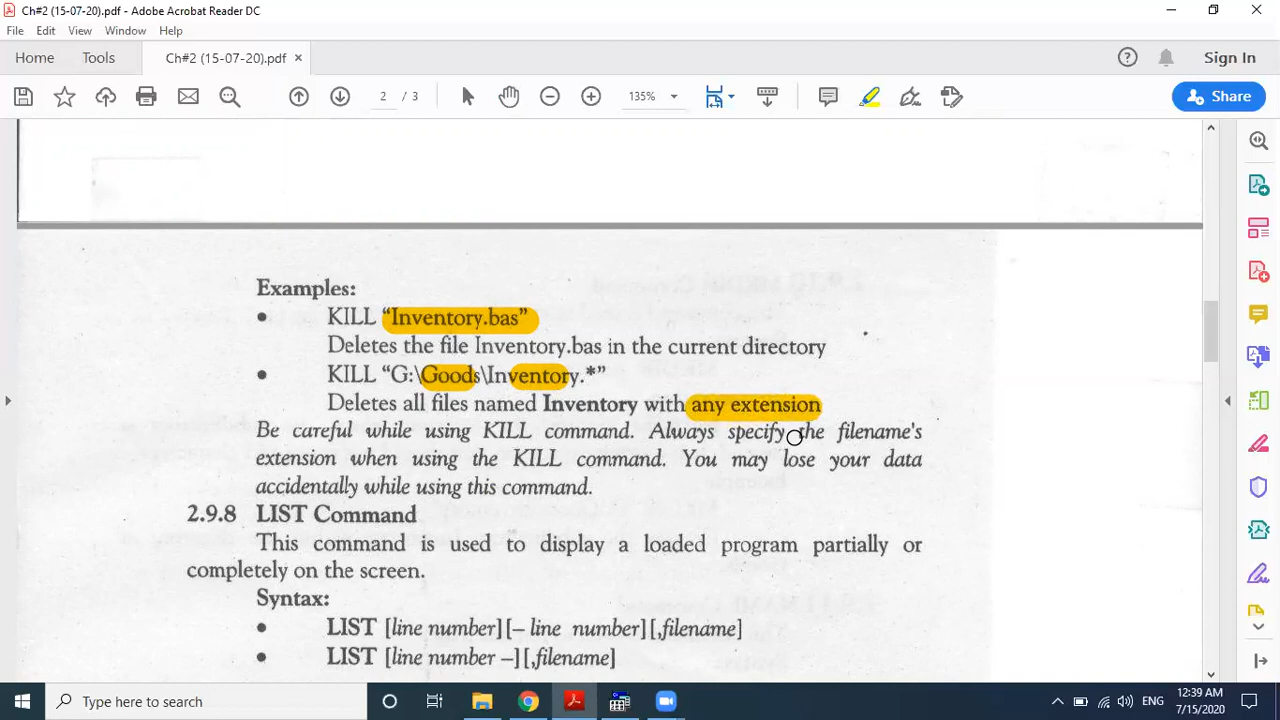 Ch#2 (15-07-20).pdf - Adobe Acrobat Reader DC
File Edit View Window Help
Home Tools Ch#2 (15-07-20).pdf × Sign In
2 / 3 135% Share
Examples:
• KILL “Inventory.bas”
Deletes the file Inventory.bas in the current directory
• KILL “G:\Goods\Inventory.*”
Deletes all files named Inventory with any extension
Be careful while using KILL command. Always specify the filename's
extension when using the KILL command. You may lose your data
accidentally while using this command.
2.9.8 LIST Command
This command is used to display a loaded program partially or
completely on the screen.
Syntax:
• LIST [line number][– line number][,filename]
• LIST [line number –][,filename]
Type here to search
ENG
12:39 AM
7/15/2020